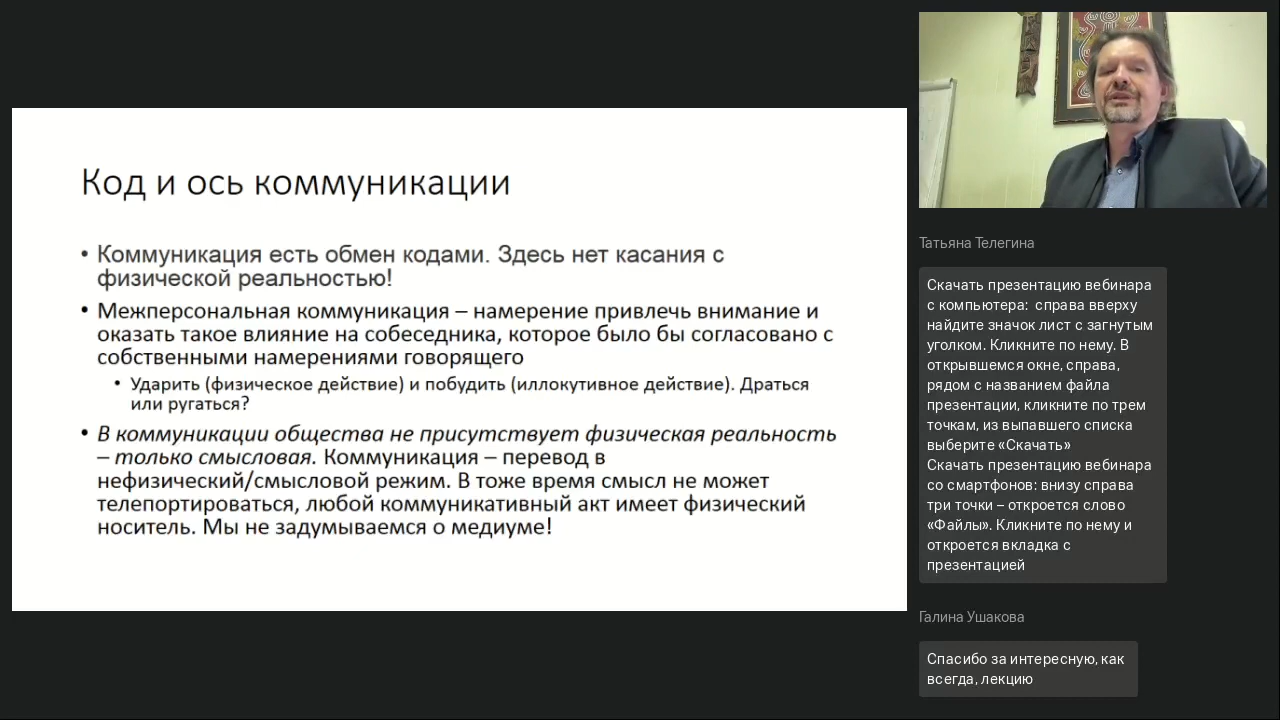 Код и ось коммуникации
• Коммуникация есть обмен кодами. Здесь нет касания с
физической реальностью!
• Межперсональная коммуникация – намерение привлечь внимание и
оказать такое влияние на собеседника, которое было бы согласовано с
собственными намерениями говорящего
• Ударить (физическое действие) и побудить (иллокутивное действие). Драться
или ругаться?
• В коммуникации общества не присутствует физическая реальность
– только смысловая. Коммуникация – перевод в
нефизический/смысловой режим. В тоже время смысл не может
телепортироваться, любой коммуникативный акт имеет физический
носитель. Мы не задумываемся о медиуме!
Татьяна Телегина
Скачать презентацию вебинара
с компьютера: справа вверху
найдите значок лист с загнутым
уголком. Кликните по нему. В
открывшемся окне, справа,
рядом с названием файла
презентации, кликните по трем
точкам, из выпавшего списка
выберите «Скачать»
Скачать презентацию вебинара
со смартфонов: внизу справа
три точки – откроется слово
«Файлы». Кликните по нему и
откроется вкладка с
презентацией
Галина Ушакова
Спасибо за интересную, как
всегда, лекцию